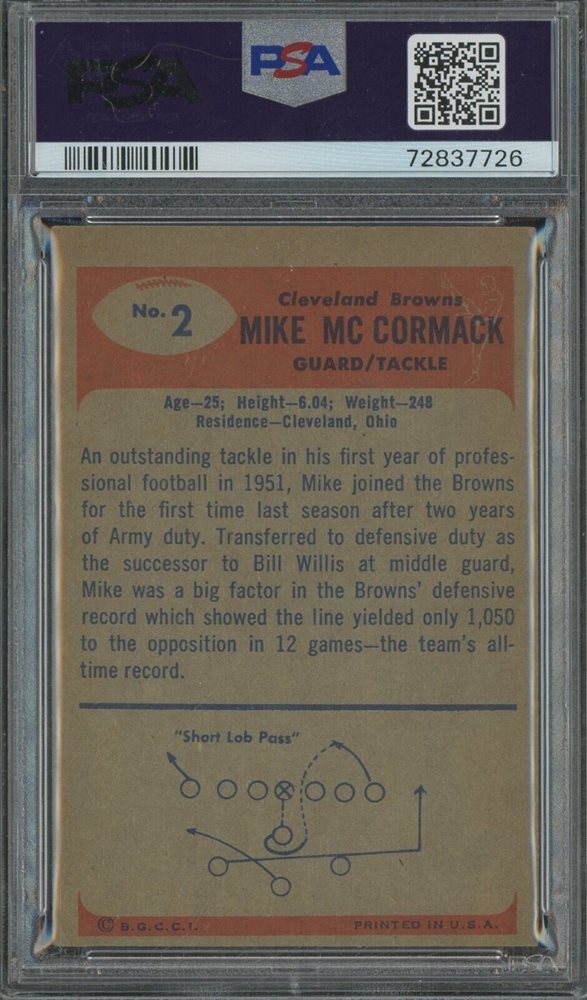 PSA
PSA
72837726
No. 2
Cleveland Browns
MIKE MC CORMACK
GUARD/TACKLE
Age—25; Height—6.04; Weight—248
Residence—Cleveland, Ohio
An outstanding tackle in his first year of profes-
sional football in 1951, Mike joined the Browns
for the first time last season after two years
of Army duty. Transferred to defensive duty as
the successor to Bill Willis at middle guard,
Mike was a big factor in the Browns' defensive
record which showed the line yielded only 1,050
to the opposition in 12 games—the team's all-
time record.
"Short Lob Pass"
© B.G.C.C.I.
PRINTED IN U.S.A.
PSA